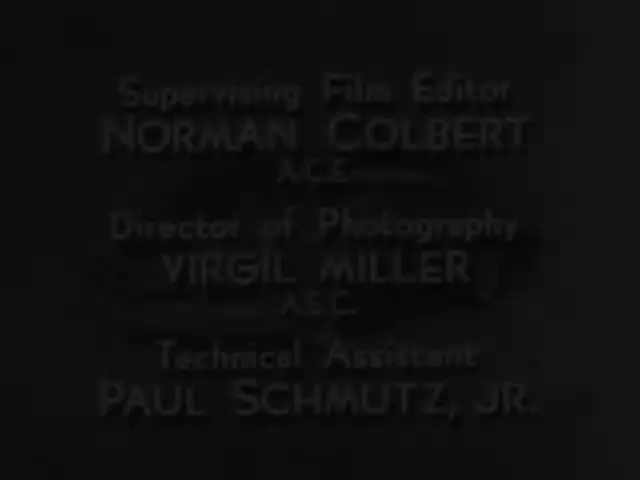 Supervising Film Editor
NORMAN COLBERT
A.C.E.
Director of Photography
VIRGIL MILLER
A.S.C.
Technical Assistant
PAUL SCHMUTZ, JR.